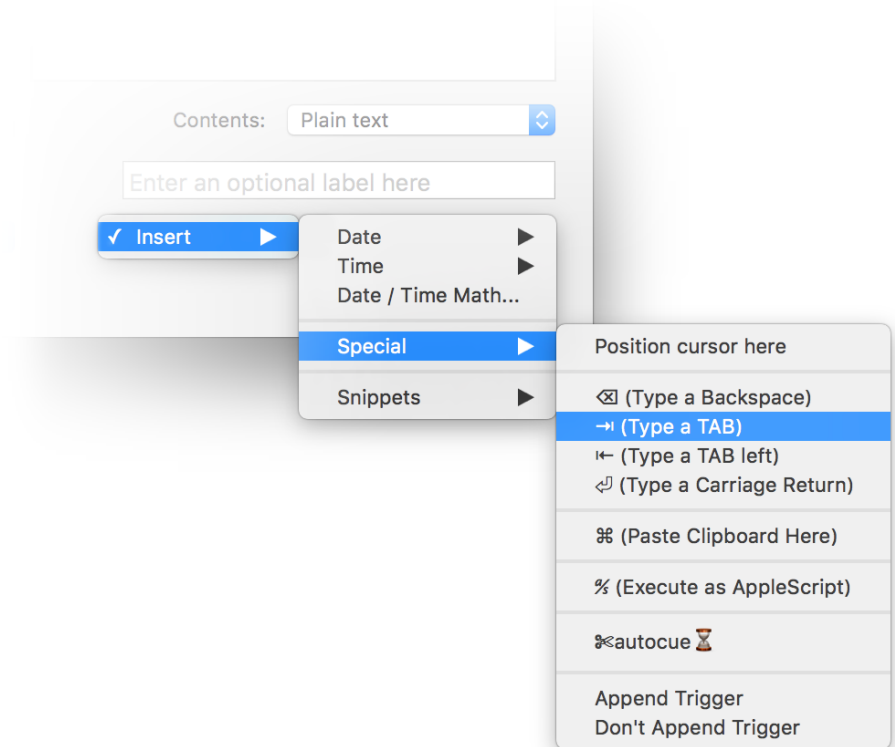 Contents: Plain text
Enter an optional label here
✓ Insert ▶
Date ▶
Time ▶
Date / Time Math...
Special ▶
Snippets ▶
Position cursor here
⌫ (Type a Backspace)
⇥ (Type a TAB)
⇤ (Type a TAB left)
⏎ (Type a Carriage Return)
⌘ (Paste Clipboard Here)
% (Execute as AppleScript)
✄autocue⏳
Append Trigger
Don't Append Trigger